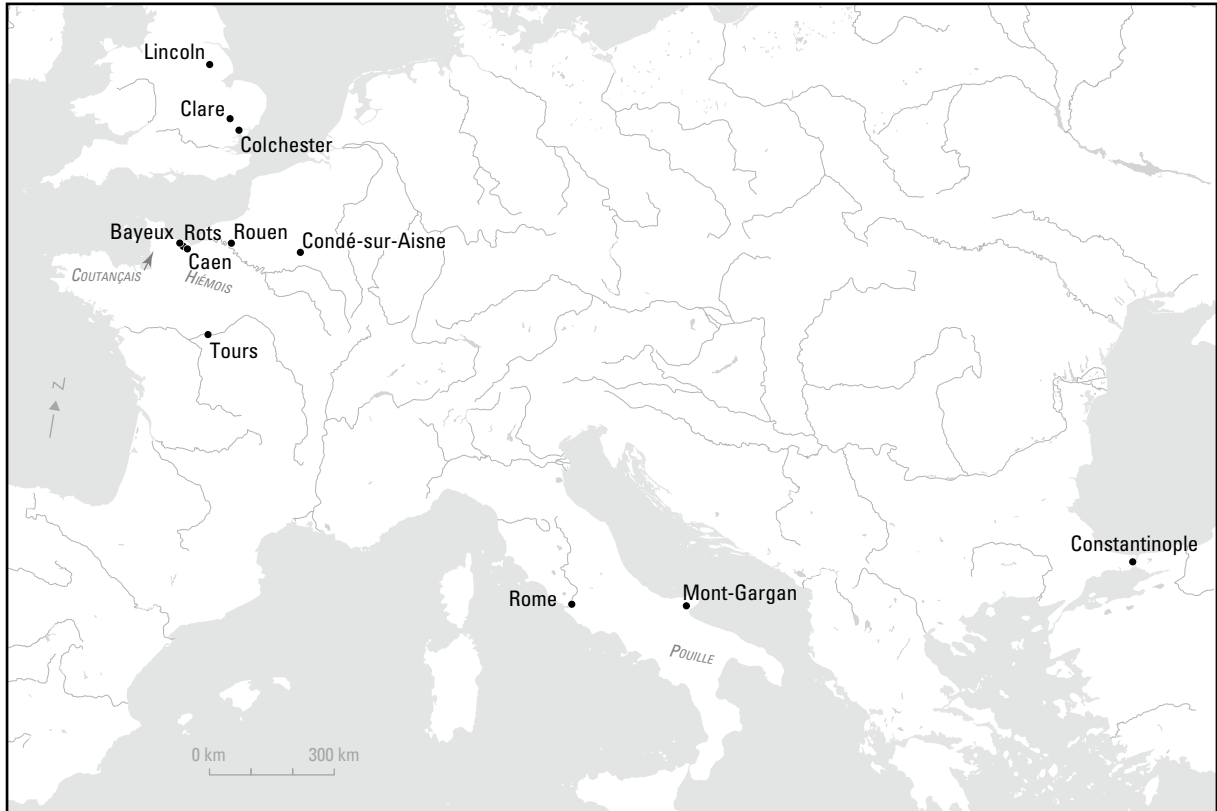 Lincoln
Clare
Colchester
Bayeux
Rots
Rouen
Condé-sur-Aisne
Caen
COUTANÇAIS
HIÉMOIS
Tours
N
Constantinople
Rome
Mont-Gargan
POUILLE
0 km
300 km